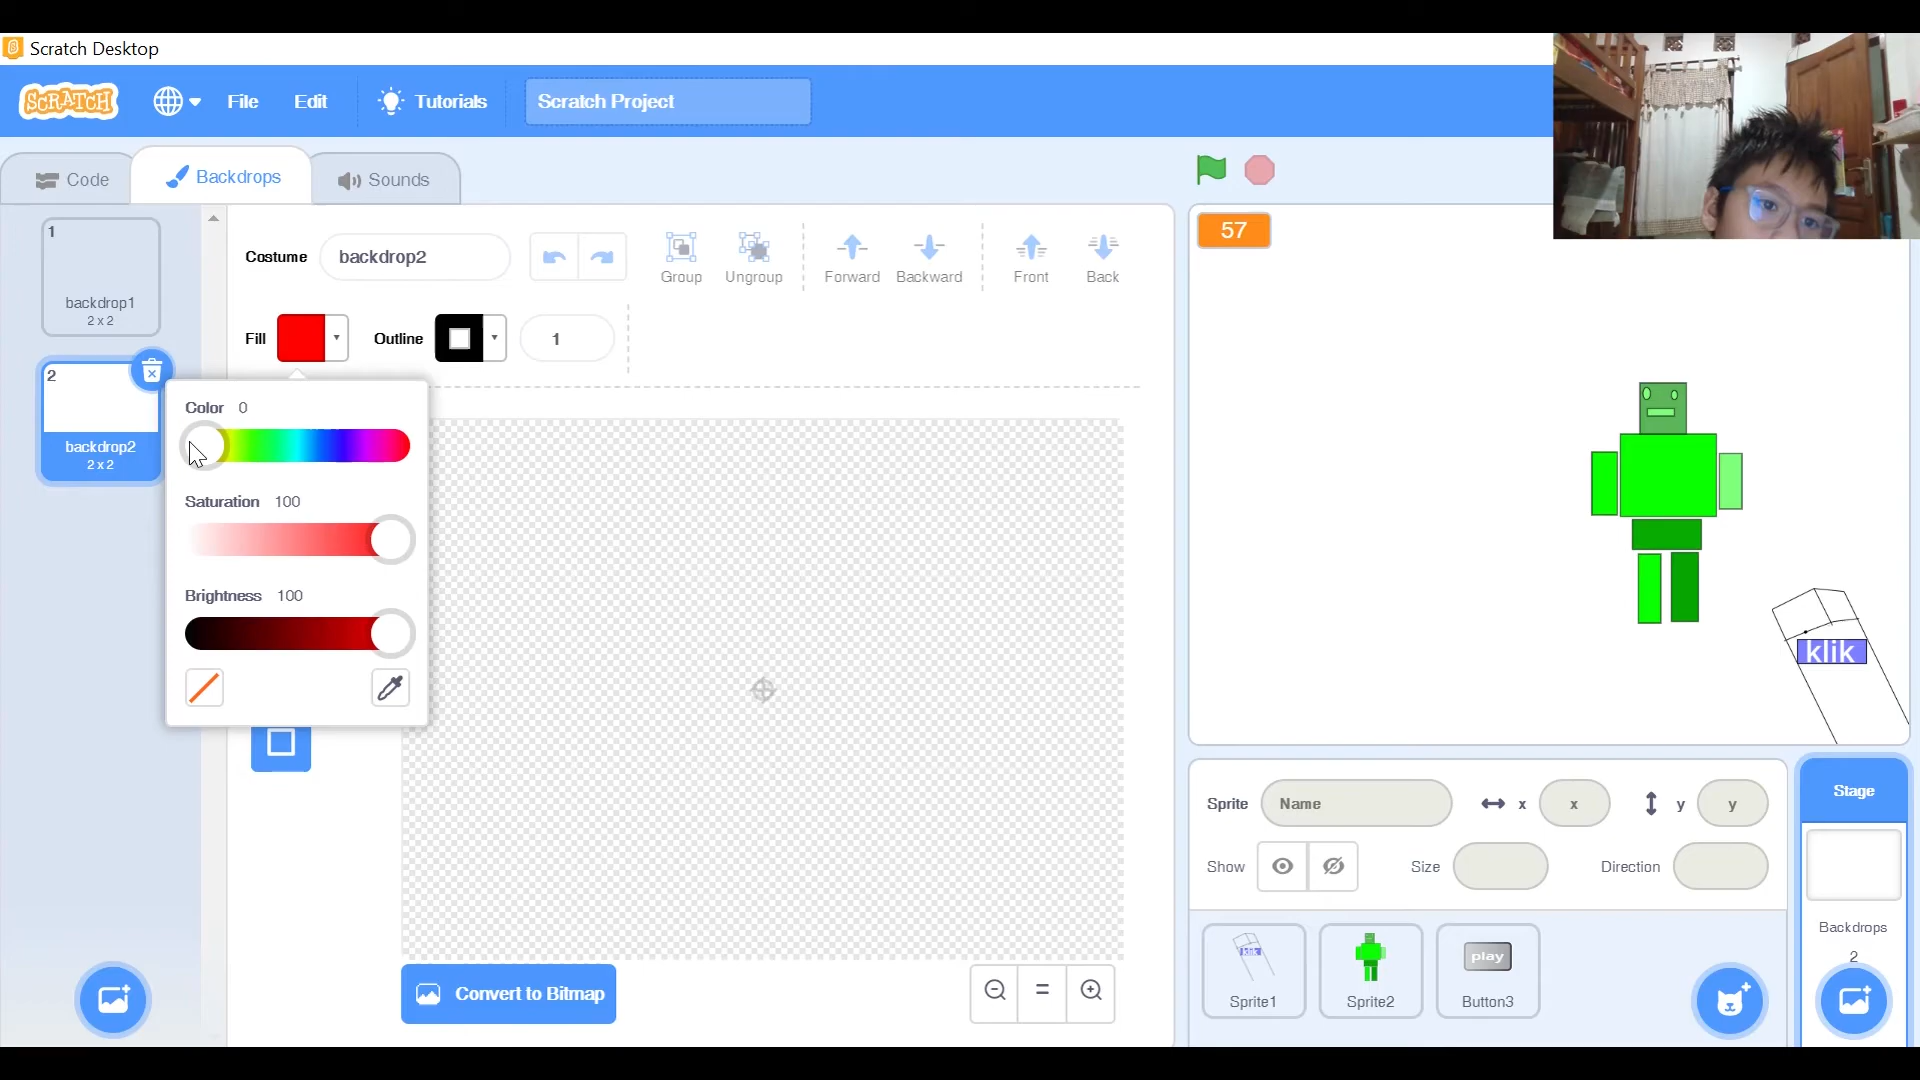 Scratch Desktop
SCRATCH
File
Edit
Tutorials
Scratch Project
Code
Backdrops
Sounds
57
1
backdrop1
2 x 2
2
backdrop2
2 x 2
Costume
backdrop2
Group
Ungroup
Forward
Backward
Front
Back
Fill
Outline
1
Color 0
Saturation 100
Brightness 100
Convert to Bitmap
klik
Sprite
Name
x
x
y
y
Show
Size
Direction
klik
Sprite1
Sprite2
play
Button3
Stage
Backdrops
2